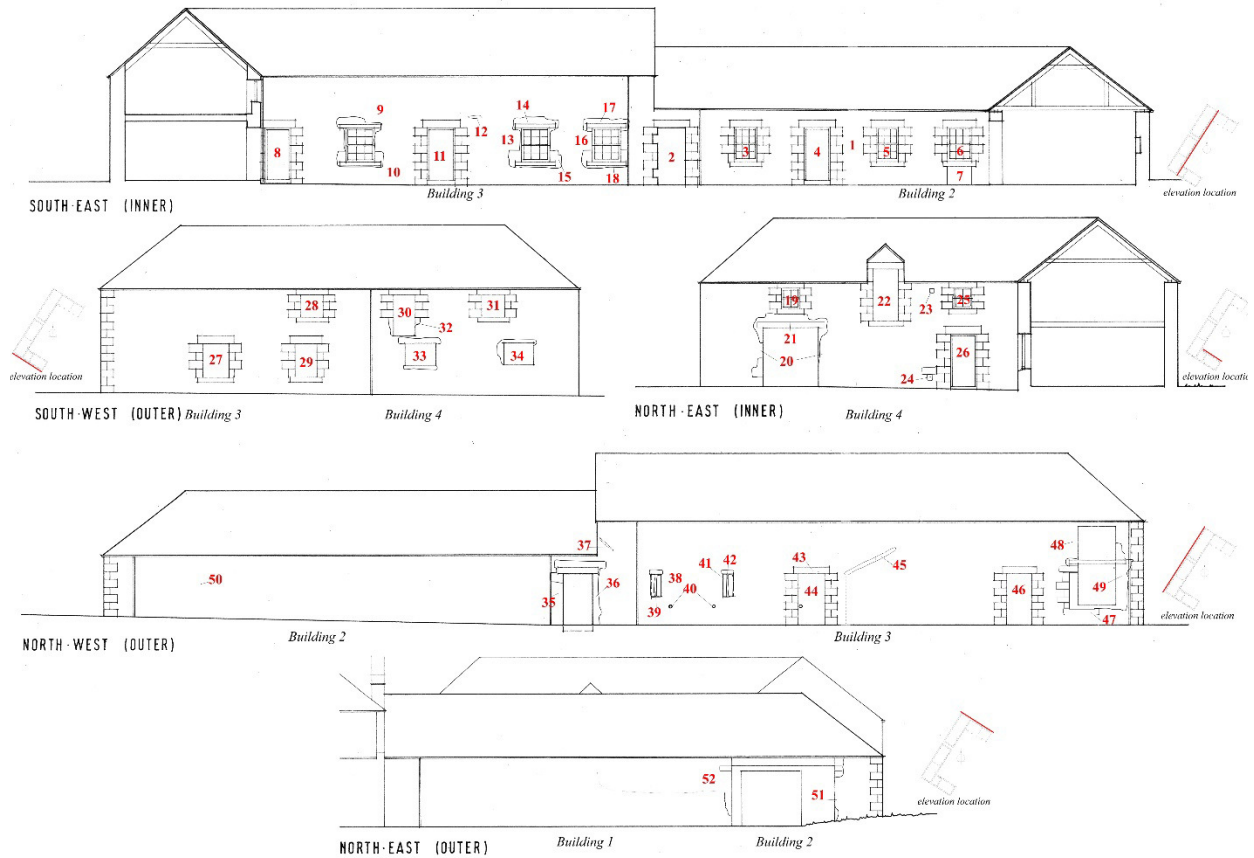 9
14
17
12
13
16
1
8
11
2
3
4
5
6
10
15
18
7
elevation location
Building 3
Building 2
SOUTH-EAST (INNER)
28
30
31
32
27
29
33
34
elevation location
SOUTH-WEST (OUTER)
Building 3
Building 4
19
22
23
25
21
20
26
24
elevation location
NORTH-EAST (INNER)
Building 4
37
50
35
36
38
41
42
39
40
43
44
45
46
48
49
47
elevation location
Building 2
Building 3
NORTH-WEST (OUTER)
52
51
elevation location
NORTH-EAST (OUTER)
Building 1
Building 2